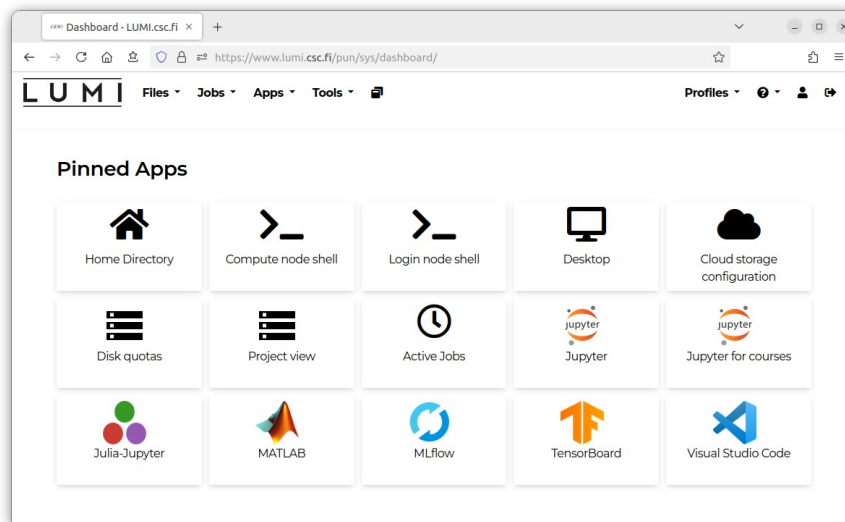 Dashboard - LUMI.csc.fi
https://www.lumi.csc.fi/pun/sys/dashboard/
LUMI Files Jobs Apps Tools Profiles
Pinned Apps
Home Directory Compute node shell Login node shell Desktop Cloud storage
configuration
Disk quotas Project view Active Jobs jupyter Jupyter jupyter Jupyter for courses
Julia-Jupyter MATLAB MLflow TensorBoard Visual Studio Code